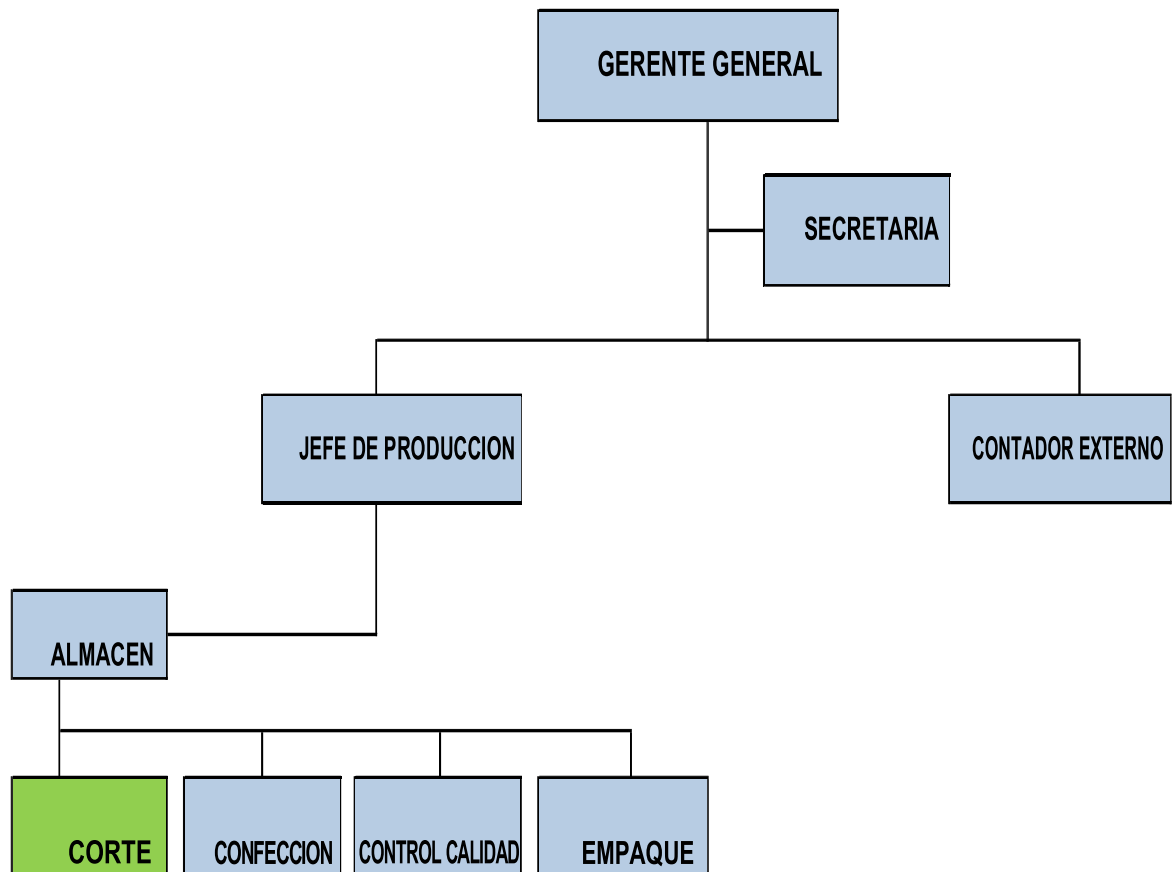 GERENTE GENERAL
SECRETARIA
JEFE DE PRODUCCION
CONTADOR EXTERNO
ALMACEN
CORTE
CONFECCION
CONTROL CALIDAD
EMPAQUE